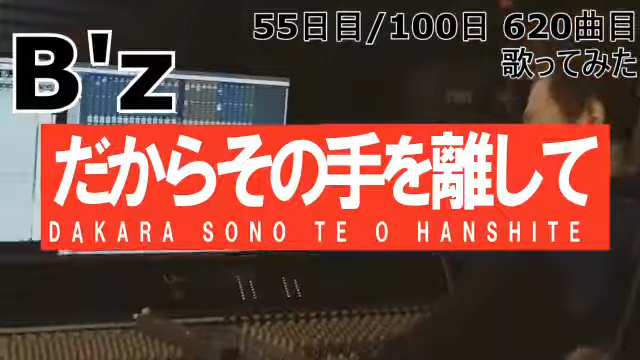 B'z
55日目/100日 620曲目
歌ってみた
だからその手を離して
DAKARA SONO TE O HANSHITE